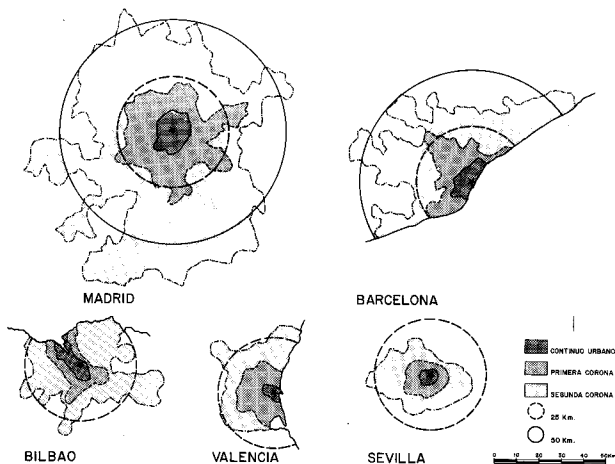 MADRID
BARCELONA
BILBAO
VALENCIA
SEVILLA
CONTINUO URBANO
PRIMERA CORONA
SEGUNDA CORONA
25 Km.
50 Km.
0 10 20 30 40 50Km